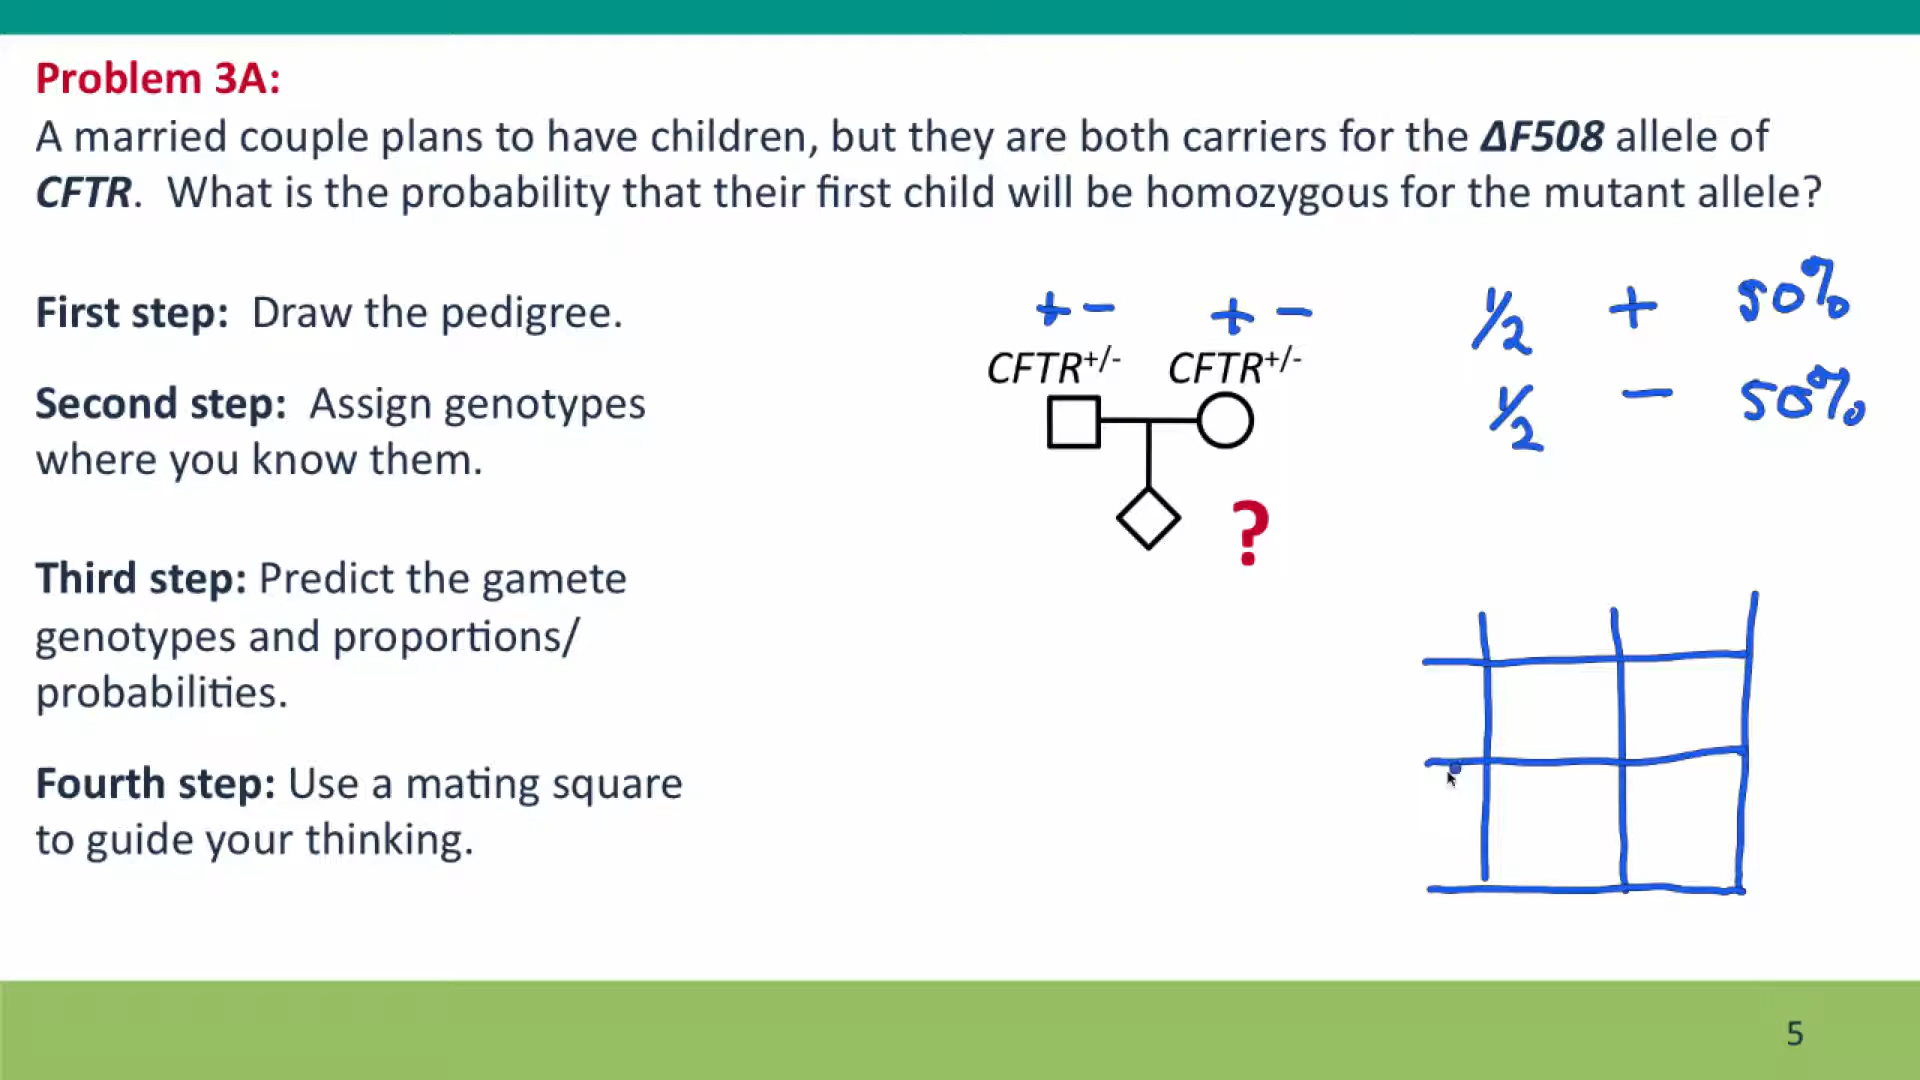 Problem 3A:
A married couple plans to have children, but they are both carriers for the ΔF508 allele of
CFTR. What is the probability that their first child will be homozygous for the mutant allele?
First step: Draw the pedigree.
Second step: Assign genotypes
where you know them.
Third step: Predict the gamete
genotypes and proportions/
probabilities.
Fourth step: Use a mating square
to guide your thinking.
+ - + -
CFTR+/- CFTR+/-
?
1/2 + 50%
1/2 - 50%
5